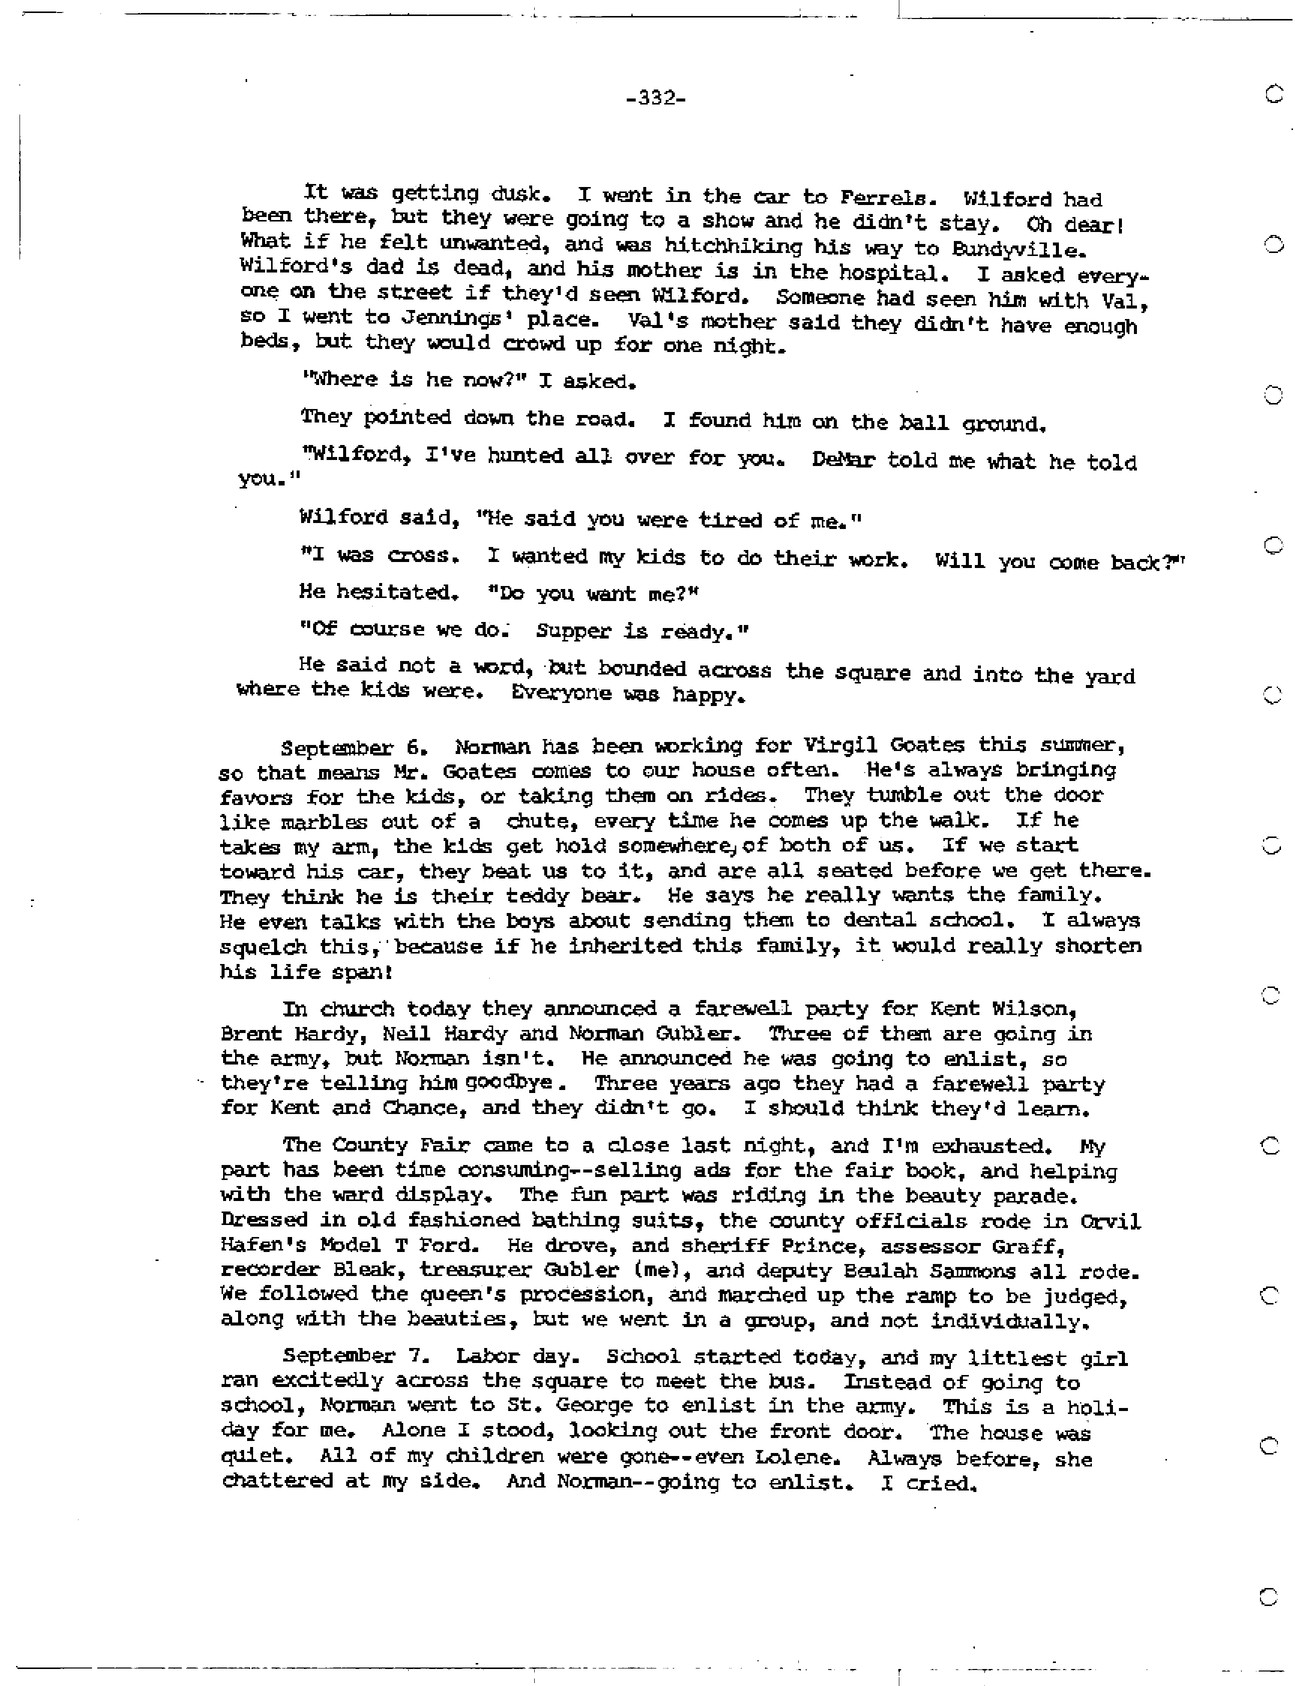 -332-
It was getting dusk. I went in the car to Ferrels. Wilford had
been there, but they were going to a show and he didn't stay. Oh dear!
What if he felt unwanted, and was hitchhiking his way to Bundyville.
Wilford's dad is dead, and his mother is in the hospital. I asked every-
one on the street if they'd seen Wilford. Someone had seen him with Val,
so I went to Jennings' place. Val's mother said they didn't have enough
beds, but they would crowd up for one night.
"Where is he now?" I asked.
They pointed down the road. I found him on the ball ground.
"Wilford, I've hunted all over for you. DeMar told me what he told
you."
Wilford said, "He said you were tired of me."
"I was cross. I wanted my kids to do their work. Will you come back?"
He hesitated. "Do you want me?"
"Of course we do. Supper is ready."
He said not a word, but bounded across the square and into the yard
where the kids were. Everyone was happy.
September 6. Norman has been working for Virgil Goates this summer,
so that means Mr. Goates comes to our house often. He's always bringing
favors for the kids, or taking them on rides. They tumble out the door
like marbles out of a chute, every time he comes up the walk. If he
takes my arm, the kids get hold somewhere, of both of us. If we start
toward his car, they beat us to it, and are all seated before we get there.
They think he is their teddy bear. He says he really wants the family.
He even talks with the boys about sending them to dental school. I always
squelch this, because if he inherited this family, it would really shorten
his life span!
In church today they announced a farewell party for Kent Wilson,
Brent Hardy, Neil Hardy and Norman Gubler. Three of them are going in
the army, but Norman isn't. He announced he was going to enlist, so
they're telling him goodbye. Three years ago they had a farewell party
for Kent and Chance, and they didn't go. I should think they'd learn.
The County Fair came to a close last night, and I'm exhausted. My
part has been time consuming--selling ads for the fair book, and helping
with the ward display. The fun part was riding in the beauty parade.
Dressed in old fashioned bathing suits, the county officials rode in Orvil
Hafen's Model T Ford. He drove, and sheriff Prince, assessor Graff,
recorder Bleak, treasurer Gubler (me), and deputy Beulah Sammons all rode.
We followed the queen's procession, and marched up the ramp to be judged,
along with the beauties, but we went in a group, and not individually.
September 7. Labor day. School started today, and my littlest girl
ran excitedly across the square to meet the bus. Instead of going to
school, Norman went to St. George to enlist in the army. This is a holi-
day for me. Alone I stood, looking out the front door. The house was
quiet. All of my children were gone--even Lolene. Always before, she
chattered at my side. And Norman--going to enlist. I cried.